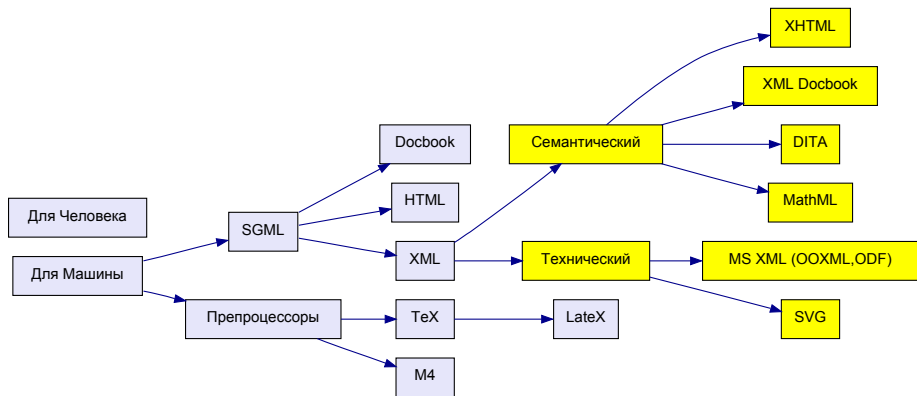 XHTML
XML Docbook
Docbook
Семантический
DITA
HTML
MathML
Для Человека
SGML
XML
Технический
MS XML (OOXML,ODF)
Для Машины
Препроцессоры
TeX
LateX
SVG
M4